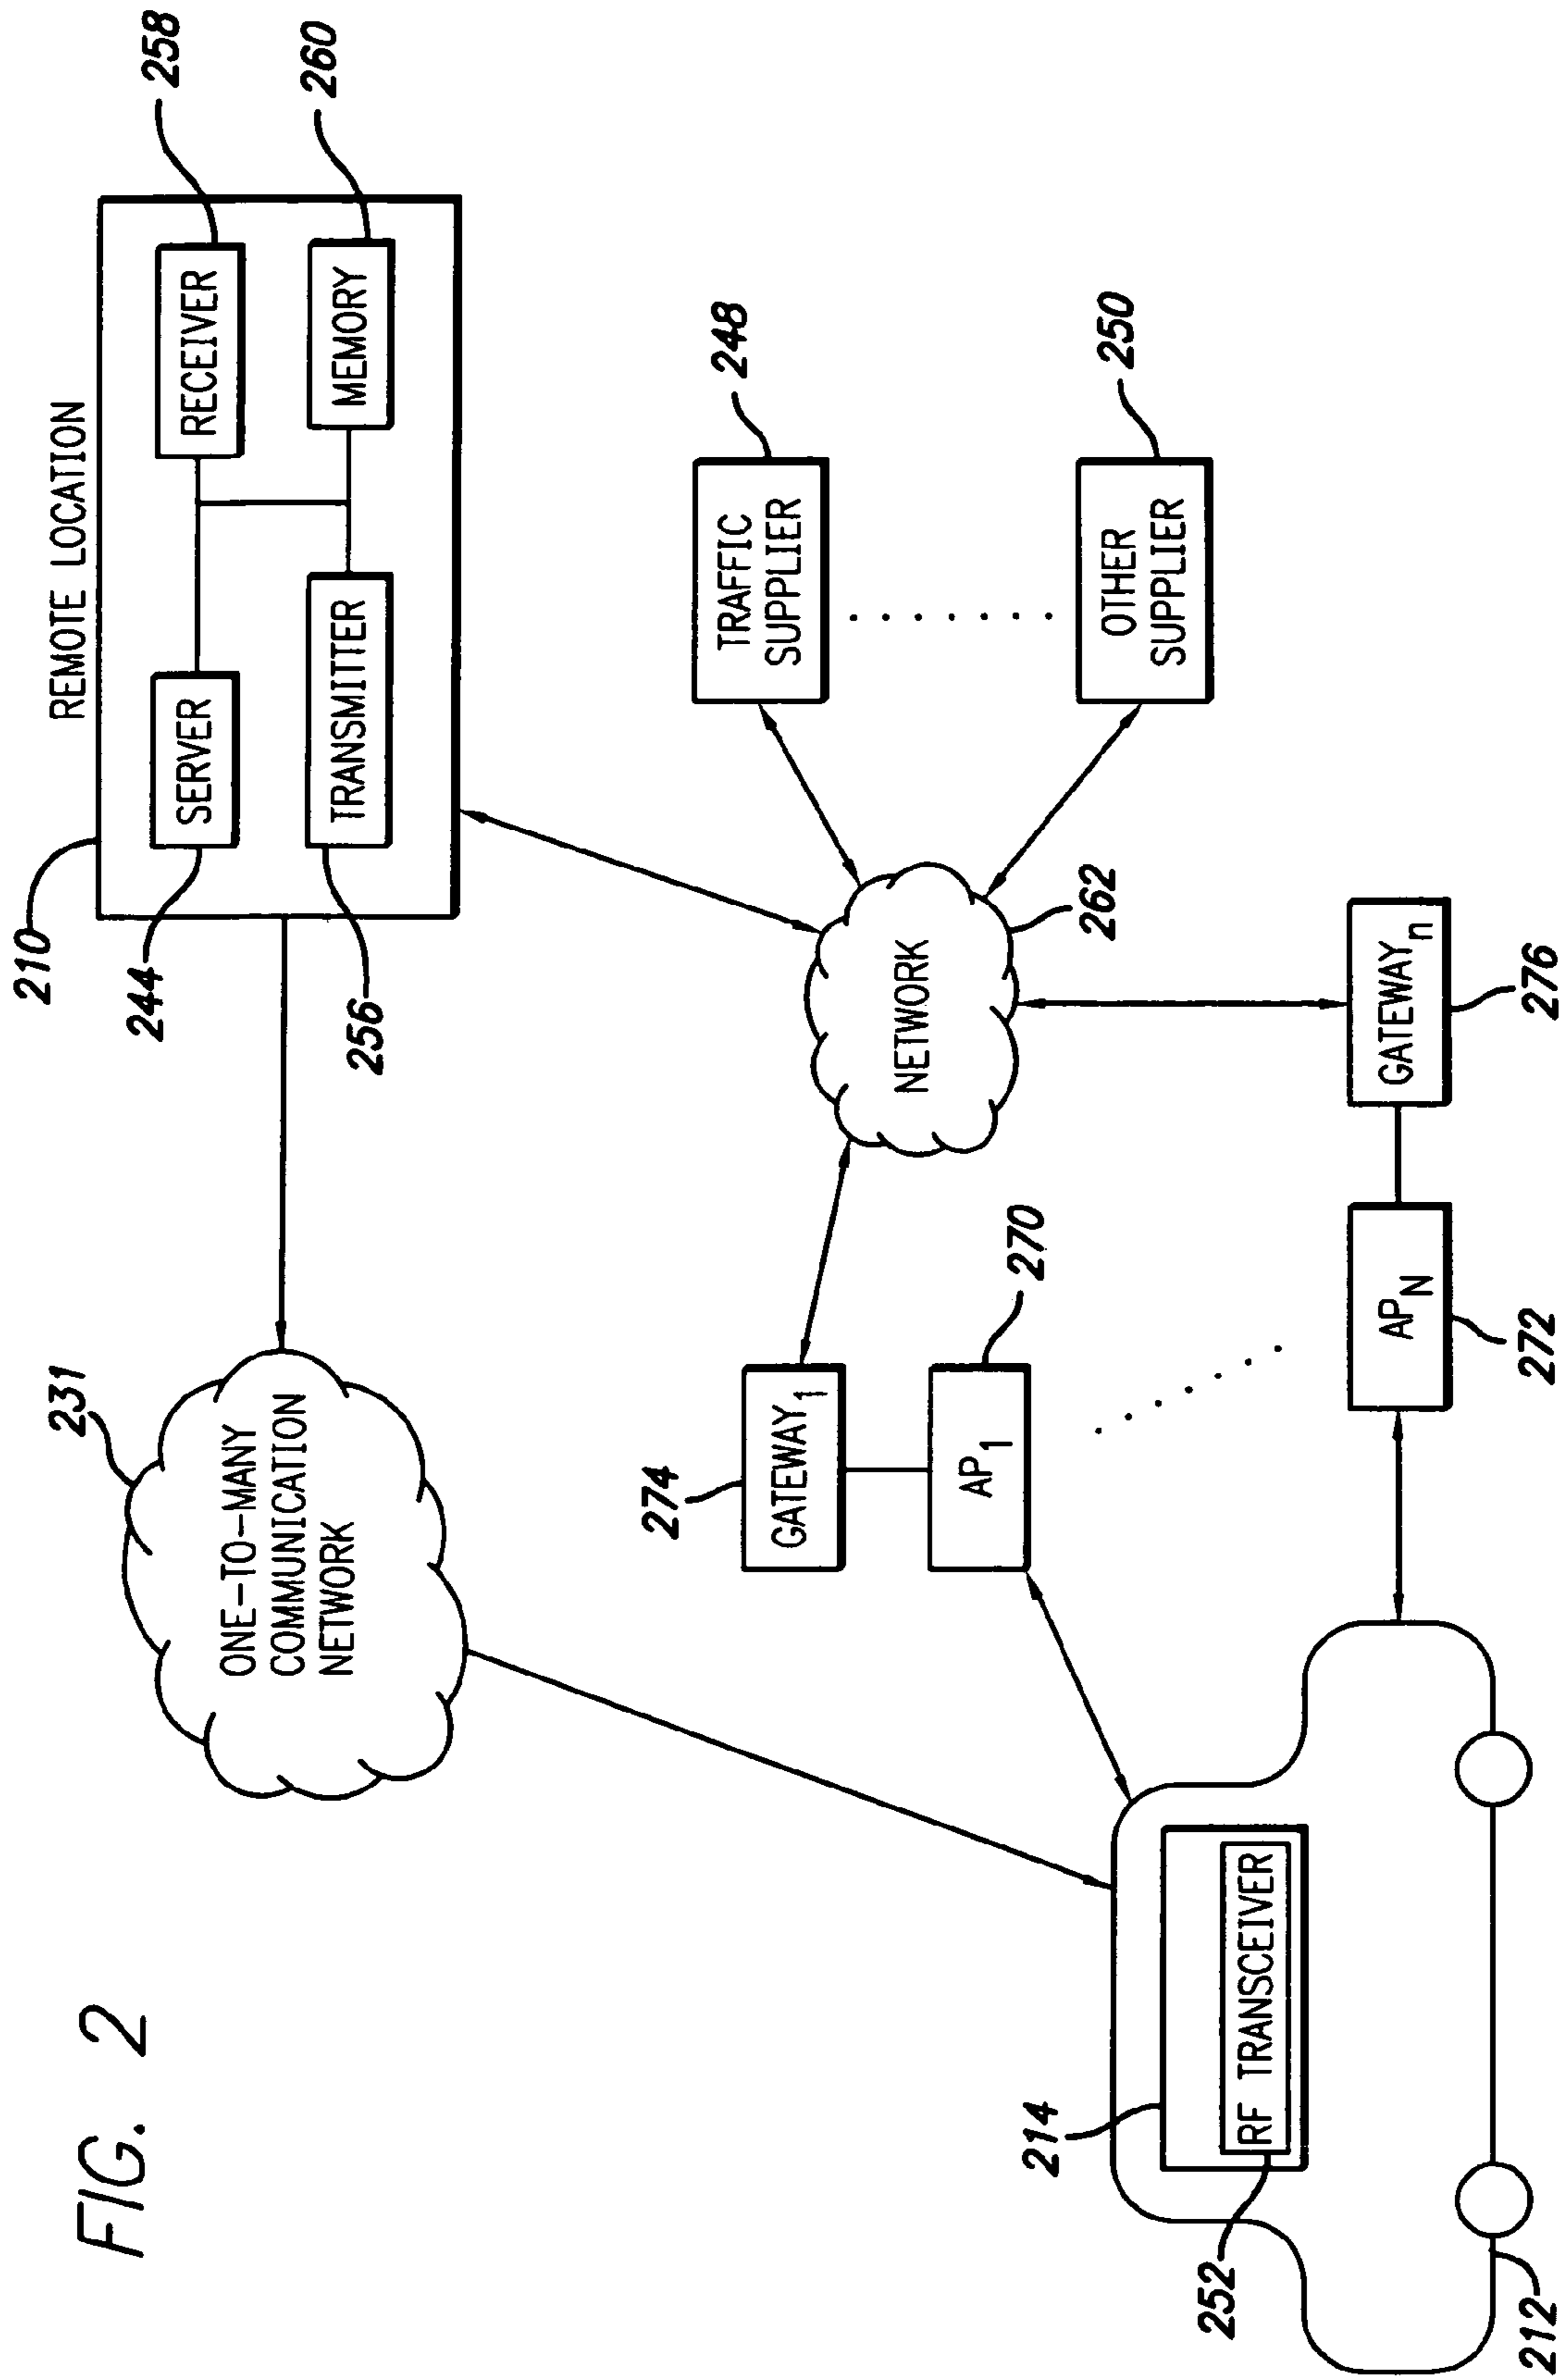 FIG. 2
231
ONE-TO-MANY
COMMUNICATION
NETWORK
210
REMOTE LOCATION
244
SERVER
RECEIVER
258
256
TRANSMITTER
MEMORY
260
274
GATEWAY1
AP1
270
NETWORK
262
TRAFFIC
SUPPLIER
248
OTHER
SUPPLIER
250
214
252
RF TRANSCEIVER
212
APN
272
GATEWAYn
276